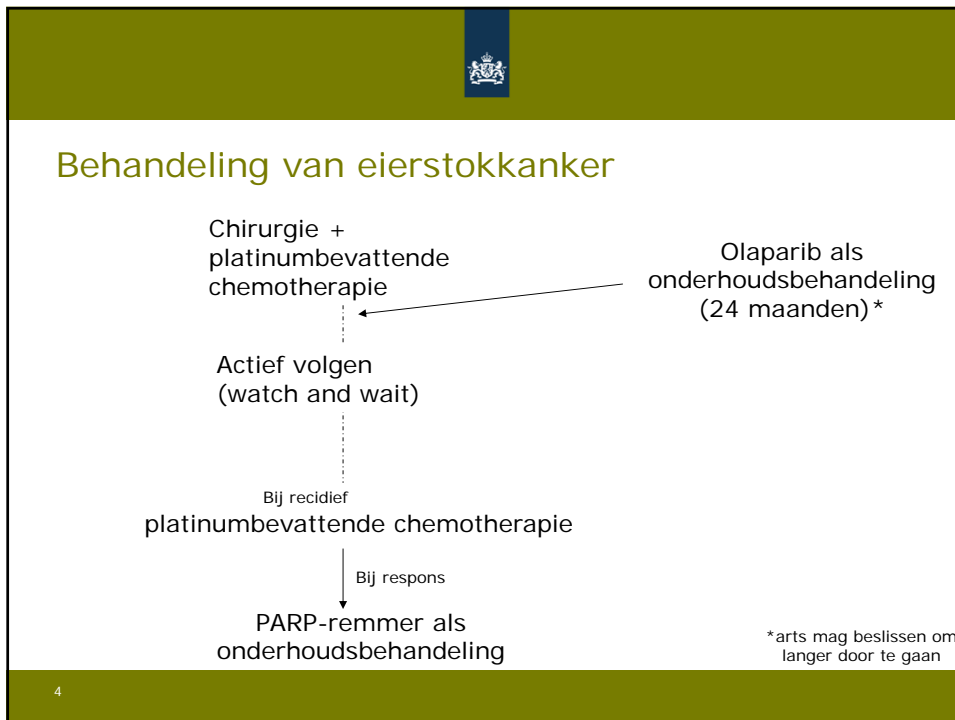 Behandeling van eierstokkanker
Chirurgie +
platinumbevattende
chemotherapie
Olaparib als
onderhoudsbehandeling
(24 maanden)*
Actief volgen
(watch and wait)
Bij recidief
platinumbevattende chemotherapie
Bij respons
PARP-remmer als
onderhoudsbehandeling
*arts mag beslissen om
langer door te gaan
4